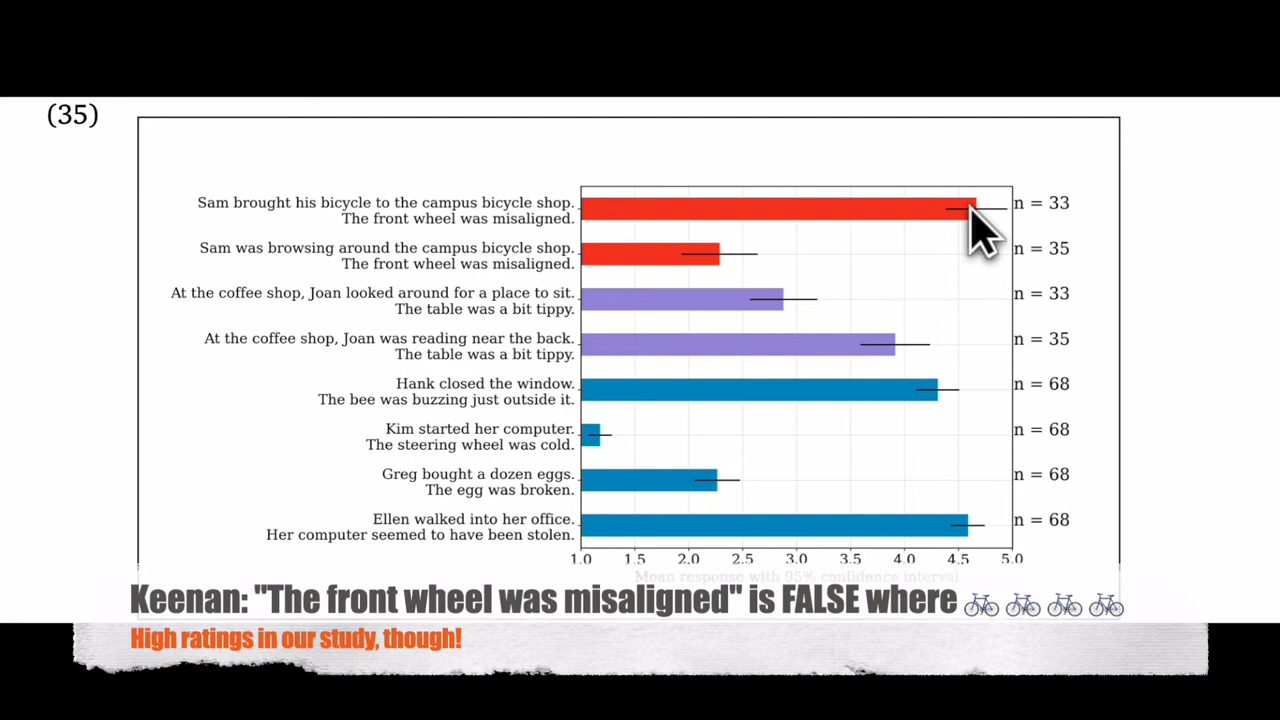 (35)
Sam brought his bicycle to the campus bicycle shop.
The front wheel was misaligned.
n = 33
Sam was browsing around the campus bicycle shop.
The front wheel was misaligned.
n = 35
At the coffee shop, Joan looked around for a place to sit.
The table was a bit tippy.
n = 33
At the coffee shop, Joan was reading near the back.
The table was a bit tippy.
n = 35
Hank closed the window.
The bee was buzzing just outside it.
n = 68
Kim started her computer.
The steering wheel was cold.
n = 68
Greg bought a dozen eggs.
The egg was broken.
n = 68
Ellen walked into her office.
Her computer seemed to have been stolen.
n = 68
1.0 1.5 2.0 2.5 3.0 3.5 4.0 4.5 5.0
Mean response with 95% confidence interval
Keenan: "The front wheel was misaligned" is FALSE where 🚲 🚲 🚲 🚲
High ratings in our study, though!